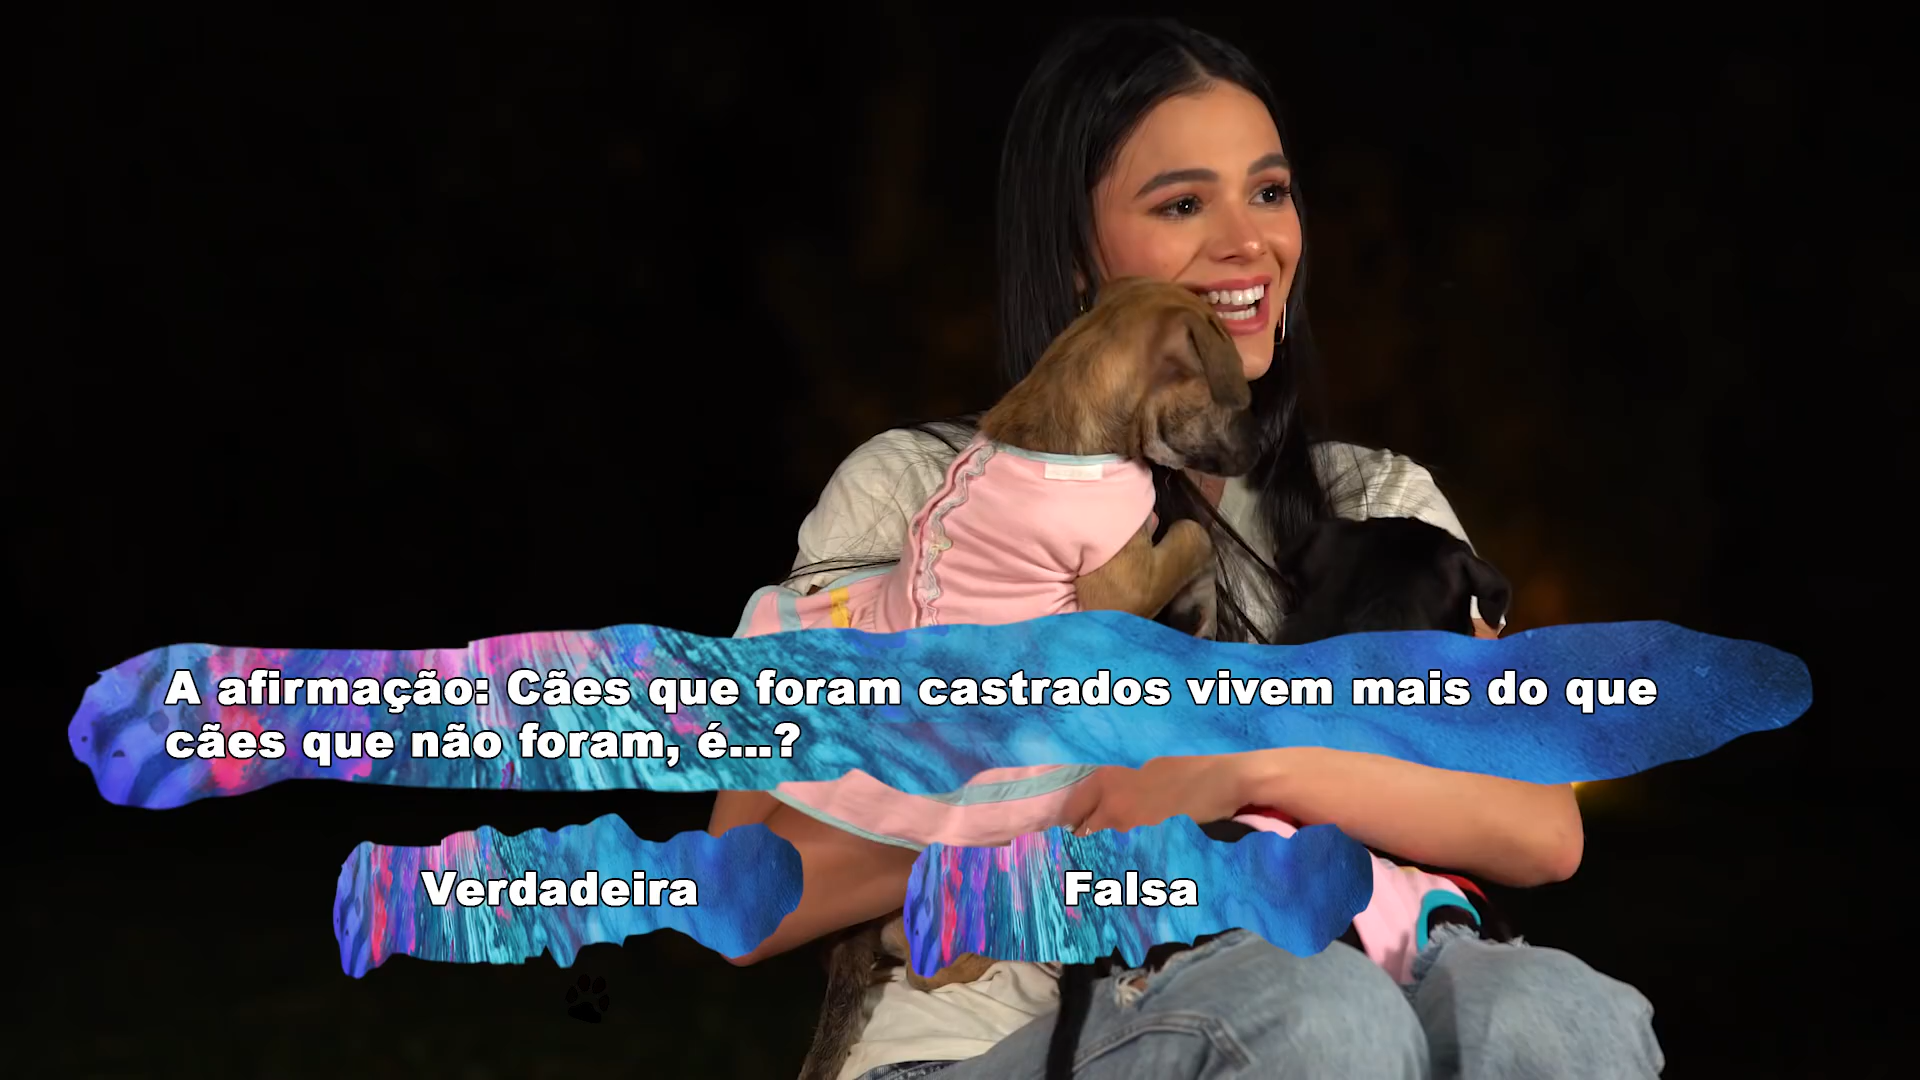 A afirmação: Cães que foram castrados vivem mais do que
cães que não foram, é...?
Verdadeira
Falsa